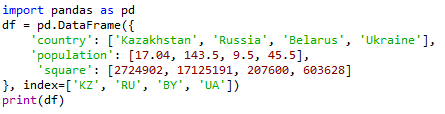 import pandas as pd
df = pd.DataFrame({
    'country': ['Kazakhstan', 'Russia', 'Belarus', 'Ukraine'],
    'population': [17.04, 143.5, 9.5, 45.5],
    'square': [2724902, 17125191, 207600, 603628]
}, index=['KZ', 'RU', 'BY', 'UA'])
print(df)